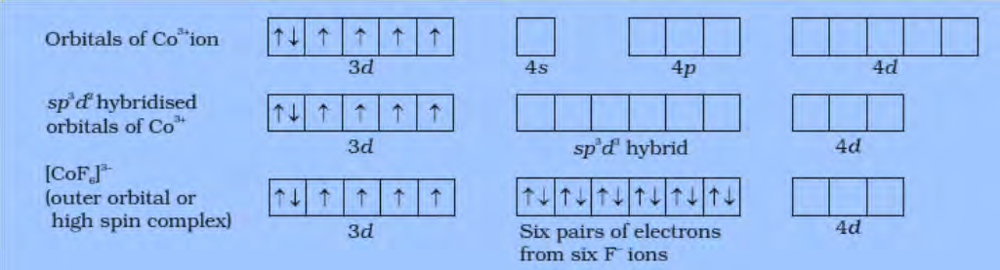 Orbitals of Co³⁺ion
↑↓ ↑ ↑ ↑ ↑
3d
4s
4p
4d
sp³d² hybridised
orbitals of Co³⁺
↑↓ ↑ ↑ ↑ ↑
3d
sp³d³ hybrid
4d
[CoF₆]³⁻
(outer orbital or
high spin complex)
↑↓ ↑ ↑ ↑ ↑
3d
↑↓ ↑↓ ↑↓ ↑↓ ↑↓ ↑↓
Six pairs of electrons
from six F⁻ ions
4d